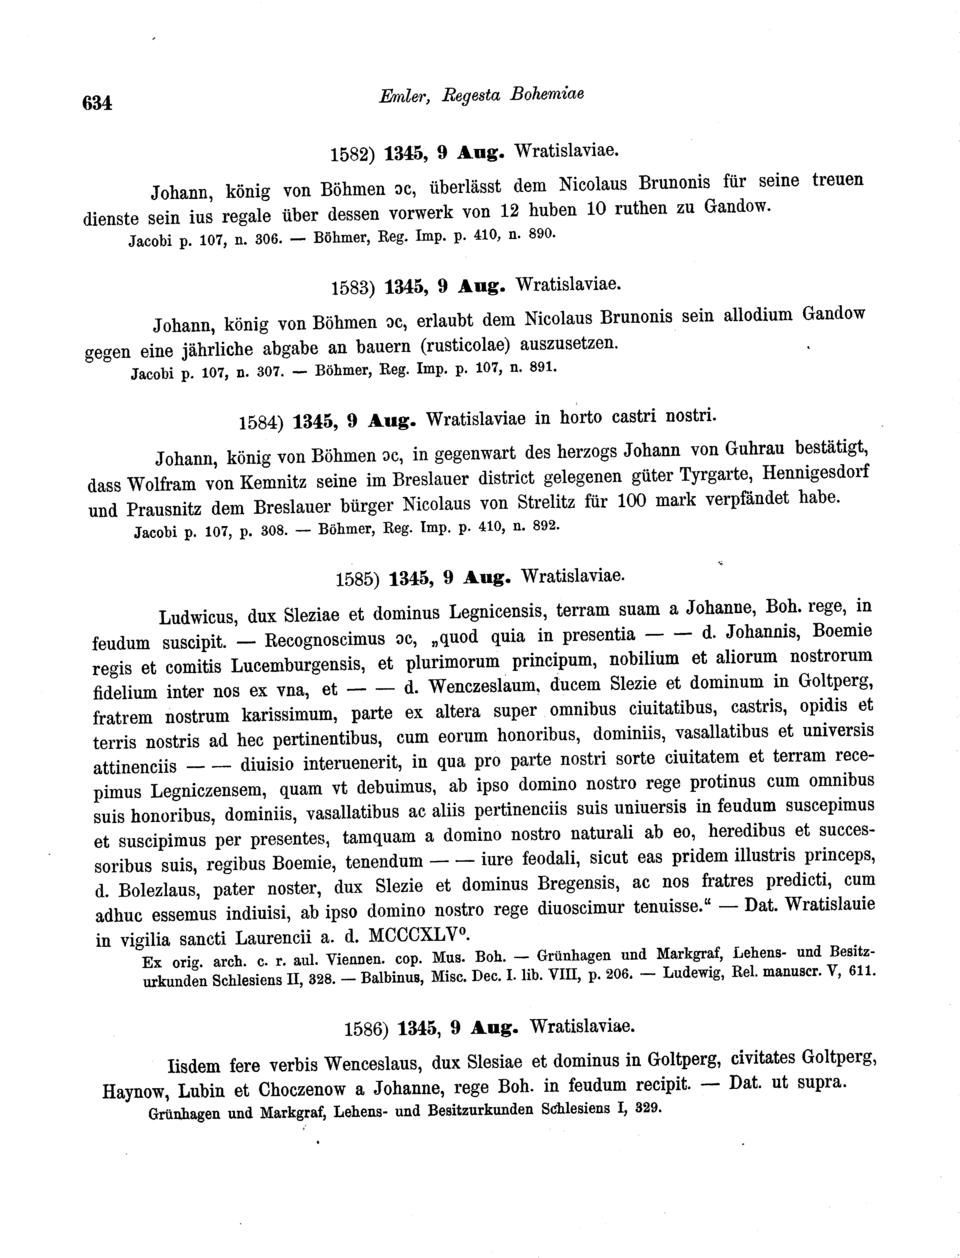 634
Emler, Regesta Bohemiae
1582) 1345, 9 Aug. Wratislaviae.
Johann, könig von Böhmen ɔc, überlässt dem Nicolaus Brunonis für seine treuen
dienste sein ius regale über dessen vorwerk von 12 huben 10 ruthen zu Gandow.
Jacobi p. 107, n. 306. — Böhmer, Reg. Imp. p. 410, n. 890.
1583) 1345, 9 Aug. Wratislaviae.
Johann, könig von Böhmen ɔc, erlaubt dem Nicolaus Brunonis sein allodium Gandow
gegen eine jährliche abgabe an bauern (rusticolae) auszusetzen.
Jacobi p. 107, n. 307. — Böhmer, Reg. Imp. p. 107, n. 891.
1584) 1345, 9 Aug. Wratislaviae in horto castri nostri.
Johann, könig von Böhmen ɔc, in gegenwart des herzogs Johann von Guhrau bestätigt,
dass Wolfram von Kemnitz seine im Breslauer district gelegenen güter Tyrgarte, Hennigesdorf
und Prausnitz dem Breslauer bürger Nicolaus von Strelitz für 100 mark verpfändet habe.
Jacobi p. 107, p. 308. — Böhmer, Reg. Imp. p. 410, n. 892.
1585) 1345, 9 Aug. Wratislaviae.
Ludwicus, dux Sleziae et dominus Legnicensis, terram suam a Johanne, Boh. rege, in
feudum suscipit. — Recognoscimus ɔc, „quod quia in presentia — — d. Johannis, Boemie
regis et comitis Lucemburgensis, et plurimorum principum, nobilium et aliorum nostrorum
fidelium inter nos ex vna, et — — d. Wenczeslaum, ducem Slezie et dominum in Goltperg,
fratrem nostrum karissimum, parte ex altera super omnibus ciuitatibus, castris, opidis et
terris nostris ad hec pertinentibus, cum eorum honoribus, dominiis, vasallatibus et universis
attinenciis — — diuisio interuenerit, in qua pro parte nostri sorte ciuitatem et terram rece-
pimus Legniczensem, quam vt debuimus, ab ipso domino nostro rege protinus cum omnibus
suis honoribus, dominiis, vasallatibus ac aliis pertinenciis suis uniuersis in feudum suscepimus
et suscipimus per presentes, tamquam a domino nostro naturali ab eo, heredibus et succes-
soribus suis, regibus Boemie, tenendum — — iure feodali, sicut eas pridem illustris princeps,
d. Bolezlaus, pater noster, dux Slezie et dominus Bregensis, ac nos fratres predicti, cum
adhuc essemus indiuisi, ab ipso domino nostro rege diuoscimur tenuisse.“ — Dat. Wratislauie
in vigilia sancti Laurencii a. d. MCCCXLVº.
Ex orig. arch. c. r. aul. Viennen. cop. Mus. Boh. — Grünhagen und Markgraf, Lehens- und Besitz-
urkunden Schlesiens II, 328. — Balbinus, Misc. Dec. I. lib. VIII, p. 206. — Ludewig, Rel. manuscr. V, 611.
1586) 1345, 9 Aug. Wratislaviae.
Iisdem fere verbis Wenceslaus, dux Slesiae et dominus in Goltperg, civitates Goltperg,
Haynow, Lubin et Choczenow a Johanne, rege Boh. in feudum recipit. — Dat. ut supra.
Grünhagen und Markgraf, Lehens- und Besitzurkunden Schlesiens I, 329.